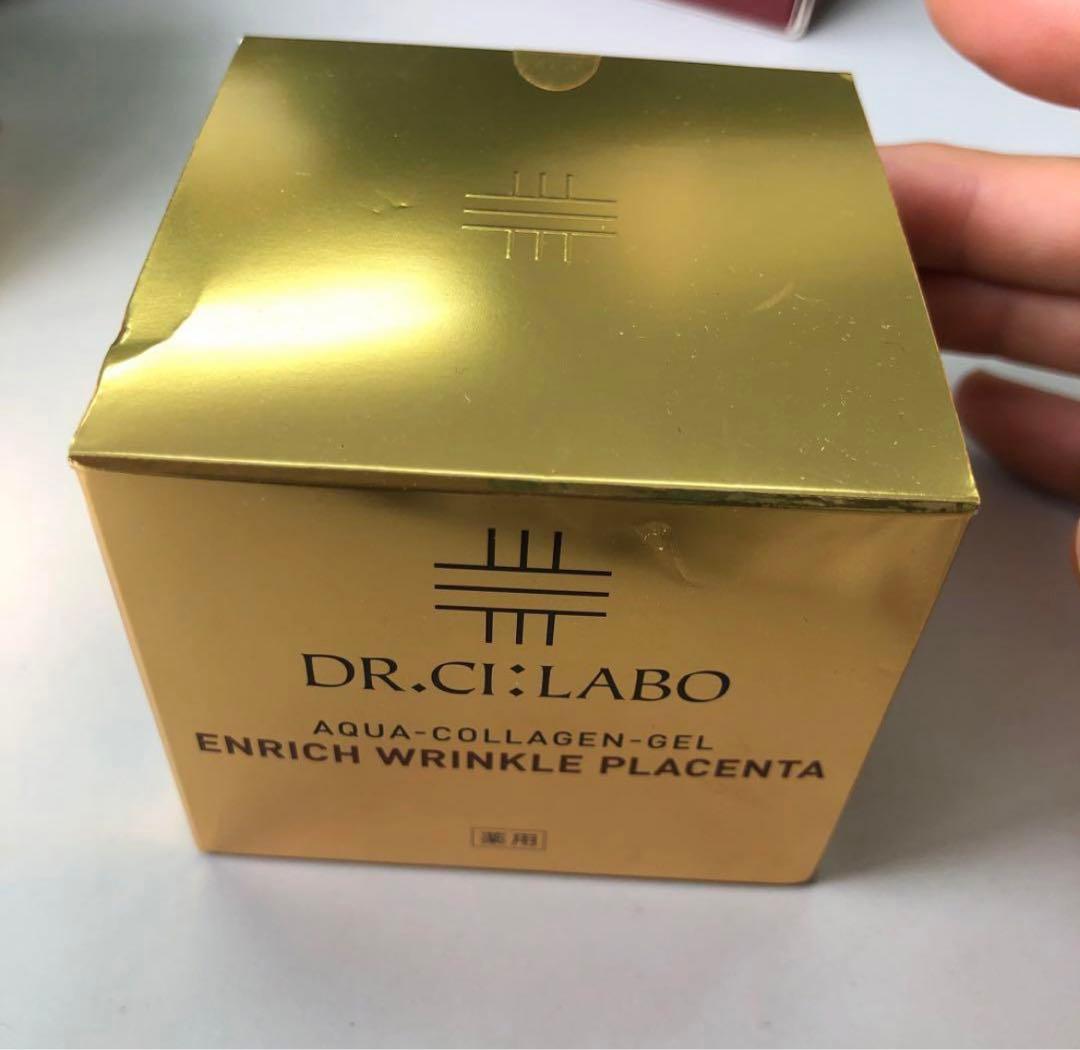 DR.CI:LABO
AQUA-COLLAGEN-GEL
ENRICH WRINKLE PLACENTA
薬用